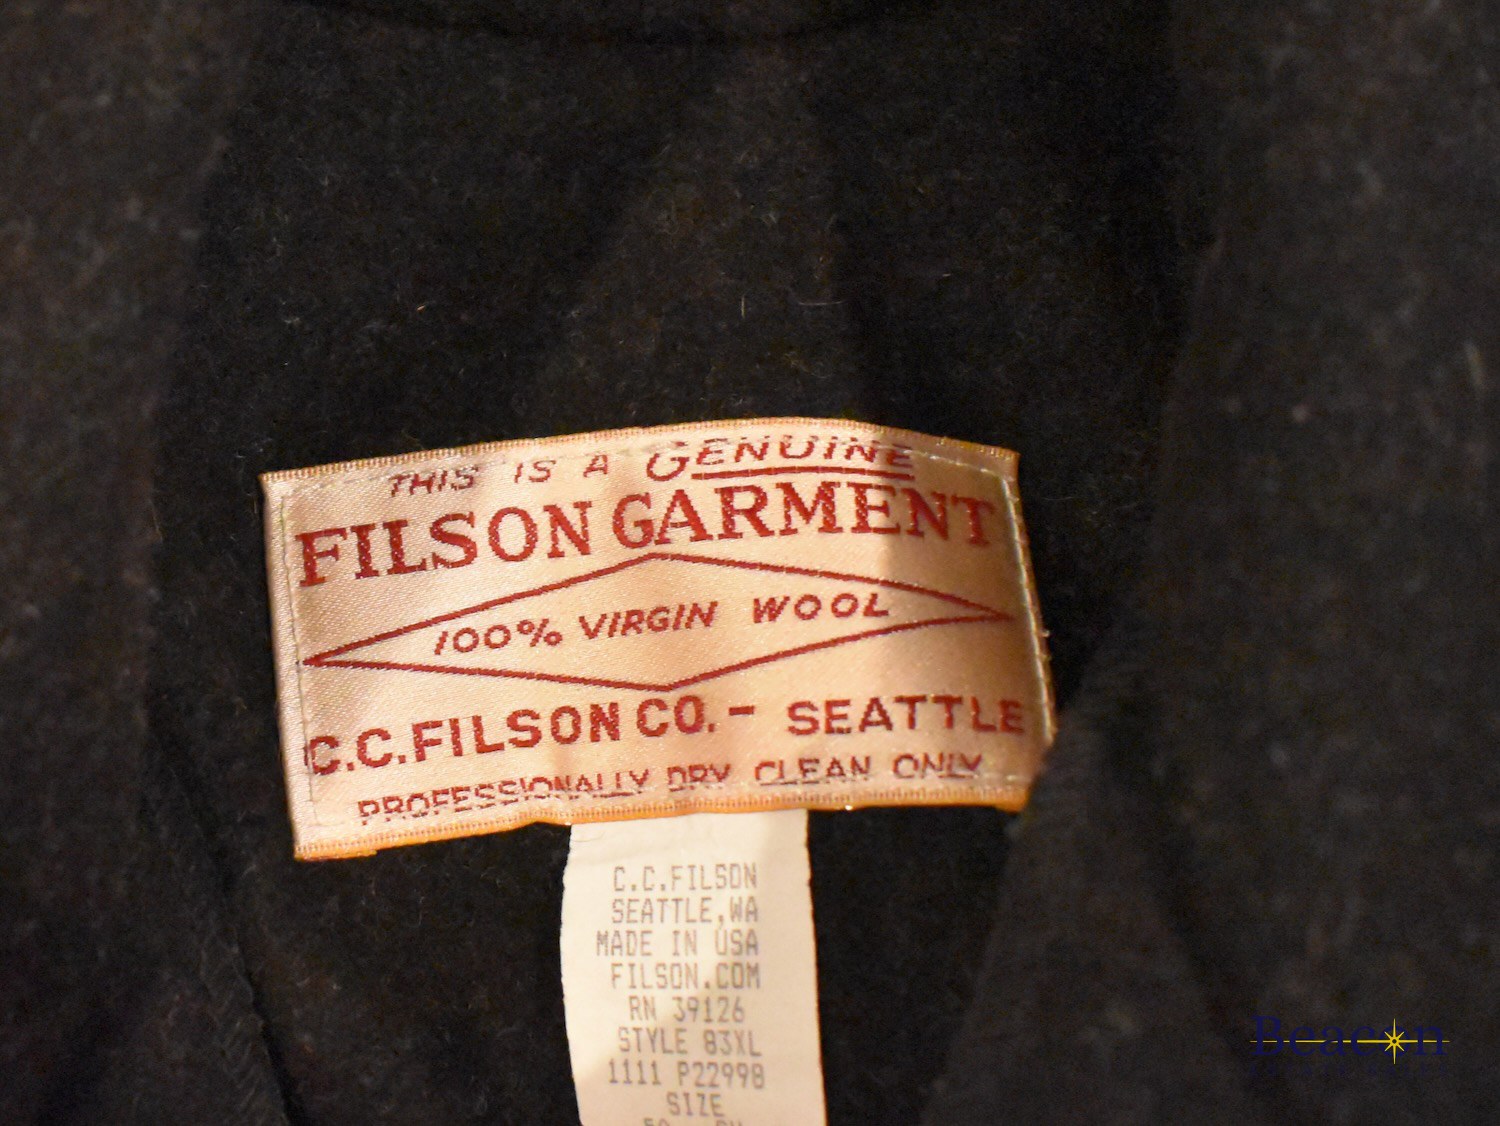 THIS IS A GENUINE
FILSON GARMENT
100% VIRGIN WOOL
C.C.FILSON CO. - SEATTLE
PROFESSIONALLY DRY CLEAN ONLY
C.C.FILSON
SEATTLE,WA
MADE IN USA
FILSON.COM
RN 39126
STYLE 83XL
1111 P22998
SIZE
Beacon